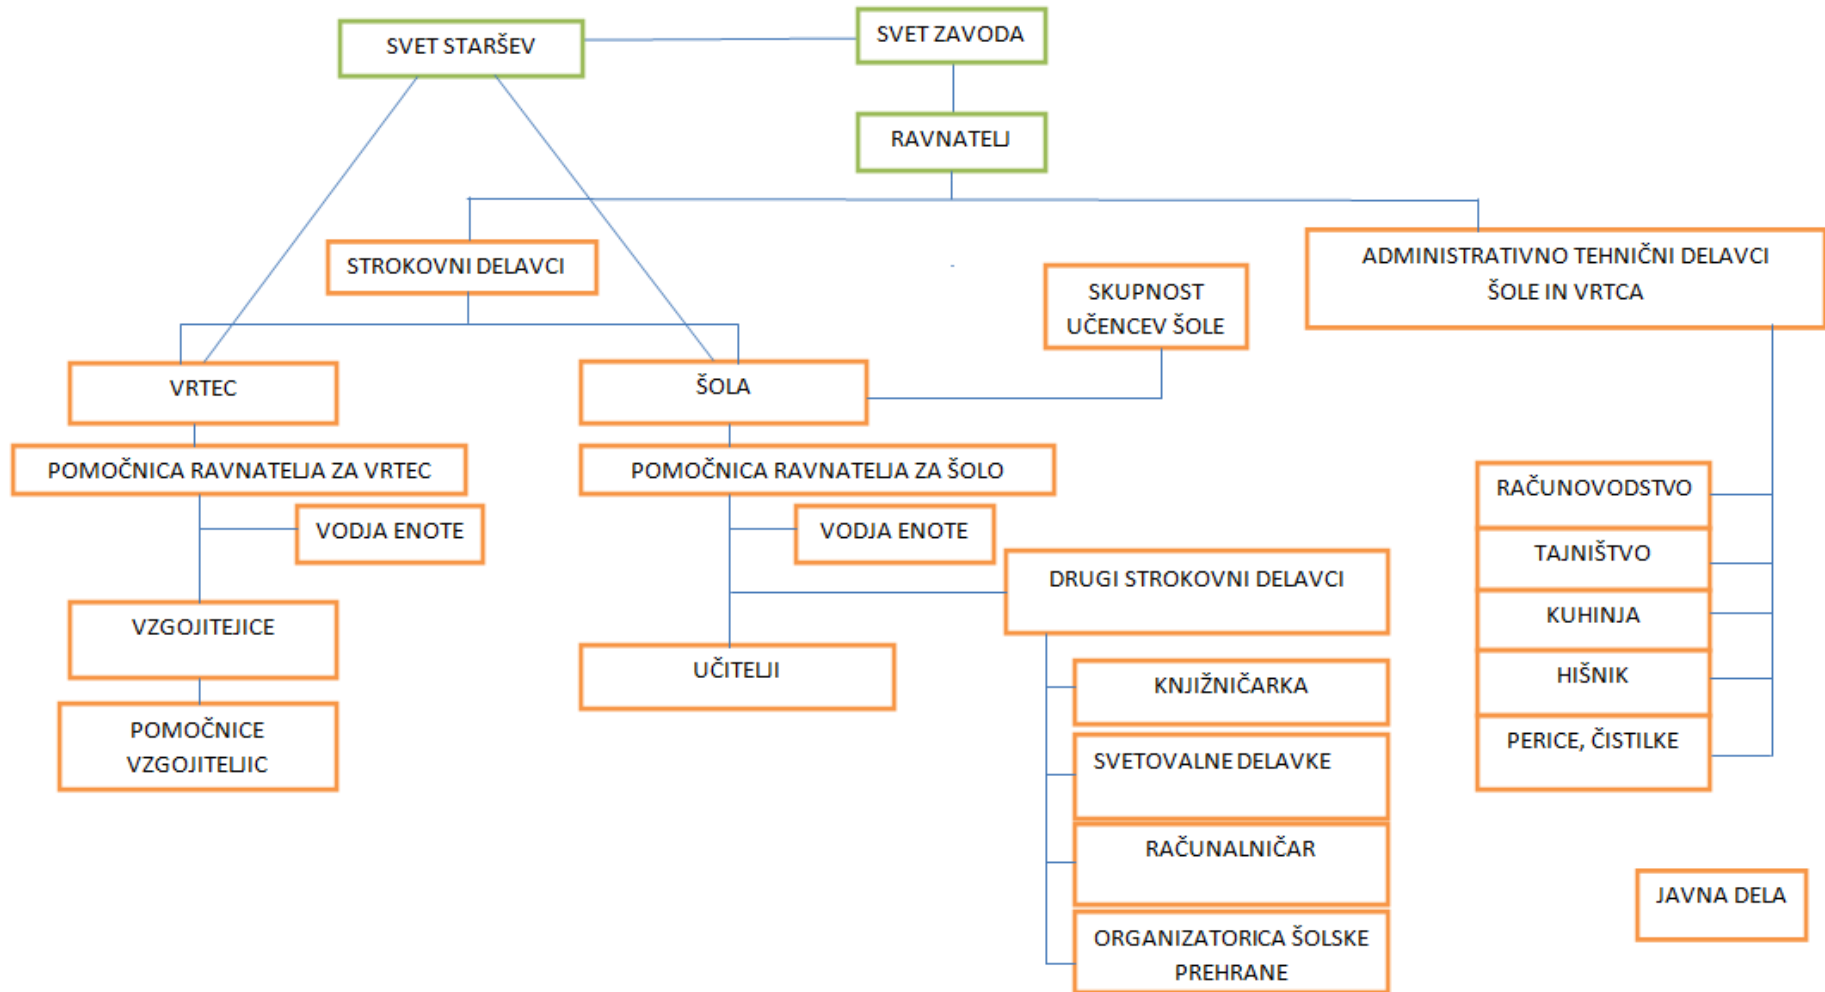 SVET STARŠEV
SVET ZAVODA
RAVNATELJ
STROKOVNI DELAVCI
ADMINISTRATIVNO TEHNIČNI DELAVCI
ŠOLE IN VRTCA
SKUPNOST
UČENCEV ŠOLE
VRTEC
ŠOLA
POMOČNICA RAVNATELJA ZA VRTEC
POMOČNICA RAVNATELJA ZA ŠOLO
VODJA ENOTE
VODJA ENOTE
DRUGI STROKOVNI DELAVCI
VZGOJITEJICE
UČITELJI
POMOČNICE
VZGOJITELJIC
KNJIŽNIČARKA
SVETOVALNE DELAVKE
RAČUNALNIČAR
ORGANIZATORICA ŠOLSKE
PREHRANE
RAČUNOVODSTVO
TAJNIŠTVO
KUHINJA
HIŠNIK
PERICE, ČISTILKE
JAVNA DELA